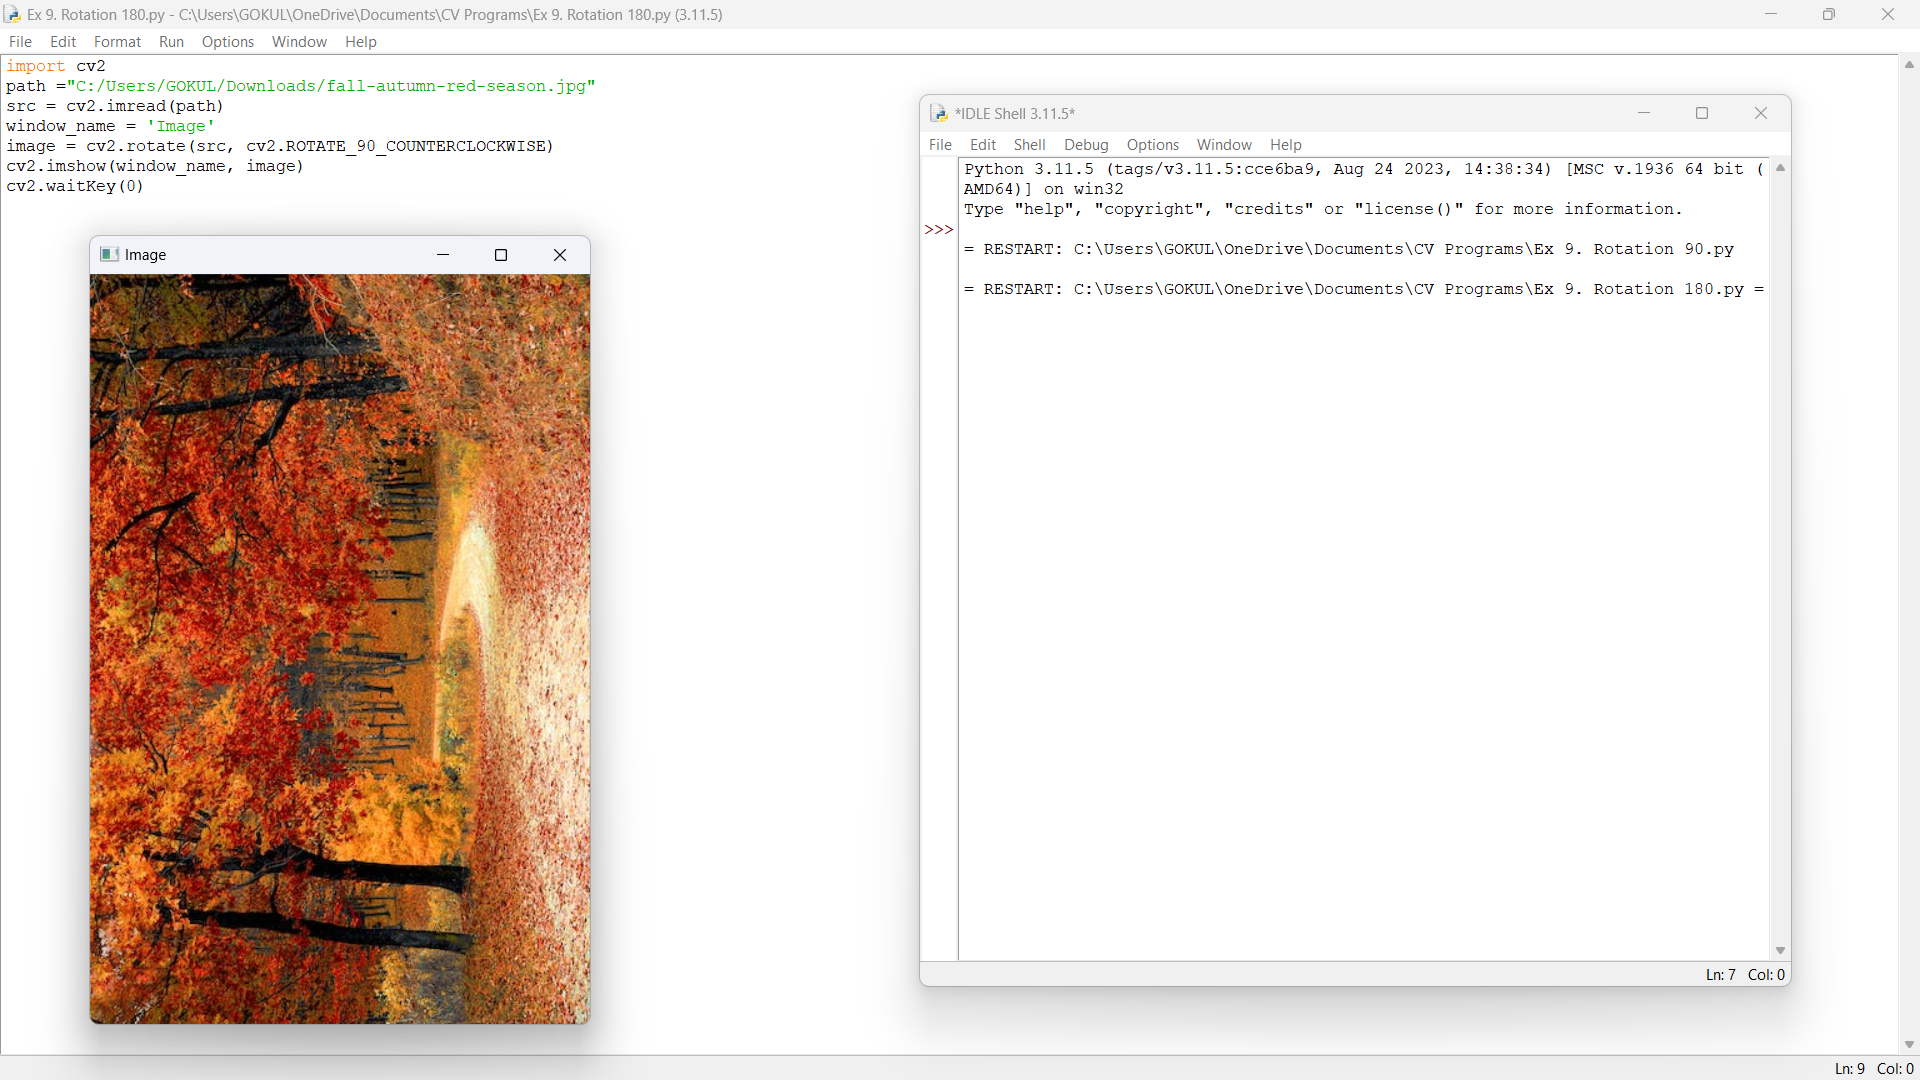 Ex 9. Rotation 180.py - C:\Users\GOKUL\OneDrive\Documents\CV Programs\Ex 9. Rotation 180.py (3.11.5)
File Edit Format Run Options Window Help
import cv2
path ="C:/Users/GOKUL/Downloads/fall-autumn-red-season.jpg"
src = cv2.imread(path)
window_name = 'Image'
image = cv2.rotate(src, cv2.ROTATE_90_COUNTERCLOCKWISE)
cv2.imshow(window_name, image)
cv2.waitKey(0)
Image
*IDLE Shell 3.11.5*
File Edit Shell Debug Options Window Help
Python 3.11.5 (tags/v3.11.5:cce6ba9, Aug 24 2023, 14:38:34) [MSC v.1936 64 bit (
AMD64)] on win32
Type "help", "copyright", "credits" or "license()" for more information.
>>>
= RESTART: C:\Users\GOKUL\OneDrive\Documents\CV Programs\Ex 9. Rotation 90.py
= RESTART: C:\Users\GOKUL\OneDrive\Documents\CV Programs\Ex 9. Rotation 180.py =
Ln: 7 Col: 0
Ln: 9 Col: 0